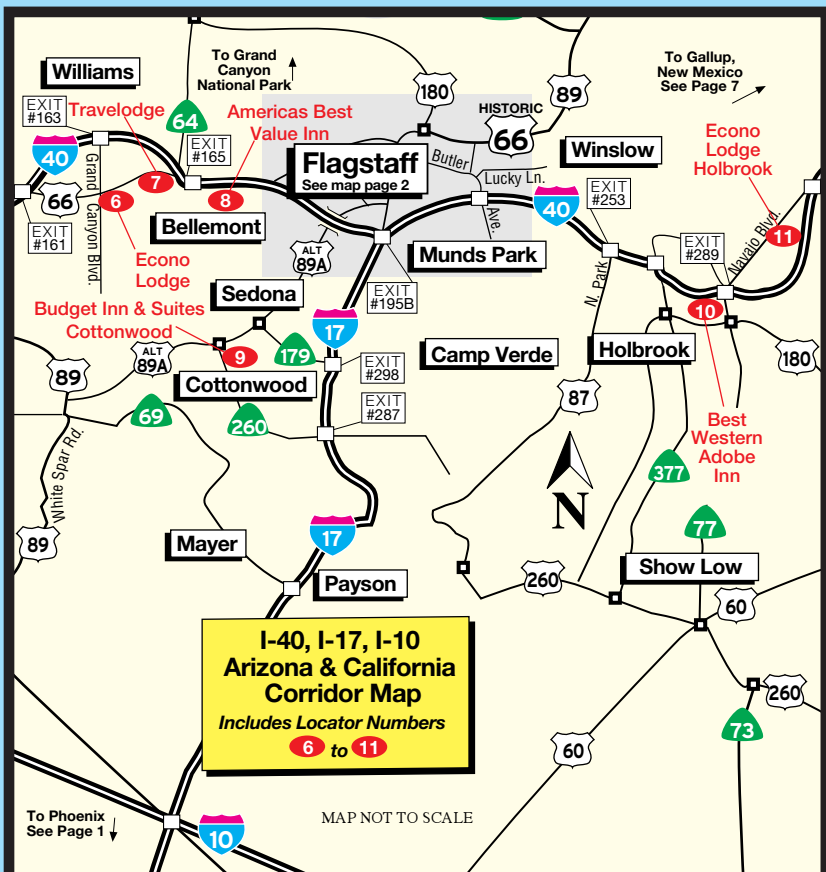 To Grand
Canyon
National Park
To Gallup,
New Mexico
See Page 7
Williams
180
89
HISTORIC
66
EXIT
#163
Travelodge
64
Americas Best
Value Inn
Econo
Lodge
Holbrook
40
EXIT
#165
Flagstaff
See map page 2
Butler
Lucky Ln.
Ave.
Winslow
66
Grand Canyon Blvd.
7
6
8
EXIT
#161
Bellemont
40
EXIT
#253
Navajo Blvd.
11
ALT
89A
Munds Park
EXIT
#289
Econo
Lodge
Sedona
EXIT
#195B
N. Park
10
Budget Inn & Suites
Cottonwood
17
ALT
89A
9
179
EXIT
#298
Camp Verde
Holbrook
180
89
Cottonwood
87
69
260
EXIT
#287
Best
Western
Adobe
Inn
White Spar Rd.
377
N
77
89
Mayer
17
Payson
260
Show Low
60
I-40, I-17, I-10
Arizona & California
Corridor Map
Includes Locator Numbers
6 to 11
260
73
60
To Phoenix
See Page 1
10
MAP NOT TO SCALE